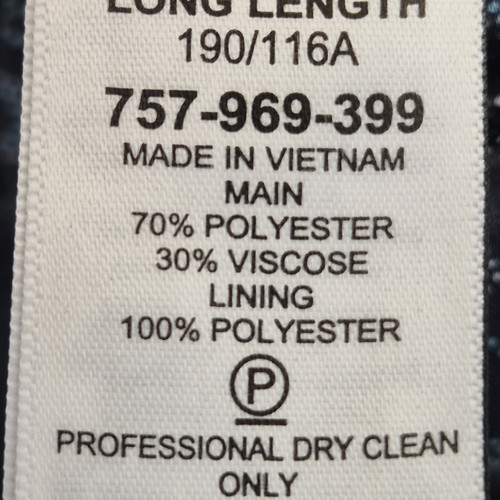 LONG LENGTH
190/116A
757-969-399
MADE IN VIETNAM
MAIN
70% POLYESTER
30% VISCOSE
LINING
100% POLYESTER
P
PROFESSIONAL DRY CLEAN
ONLY